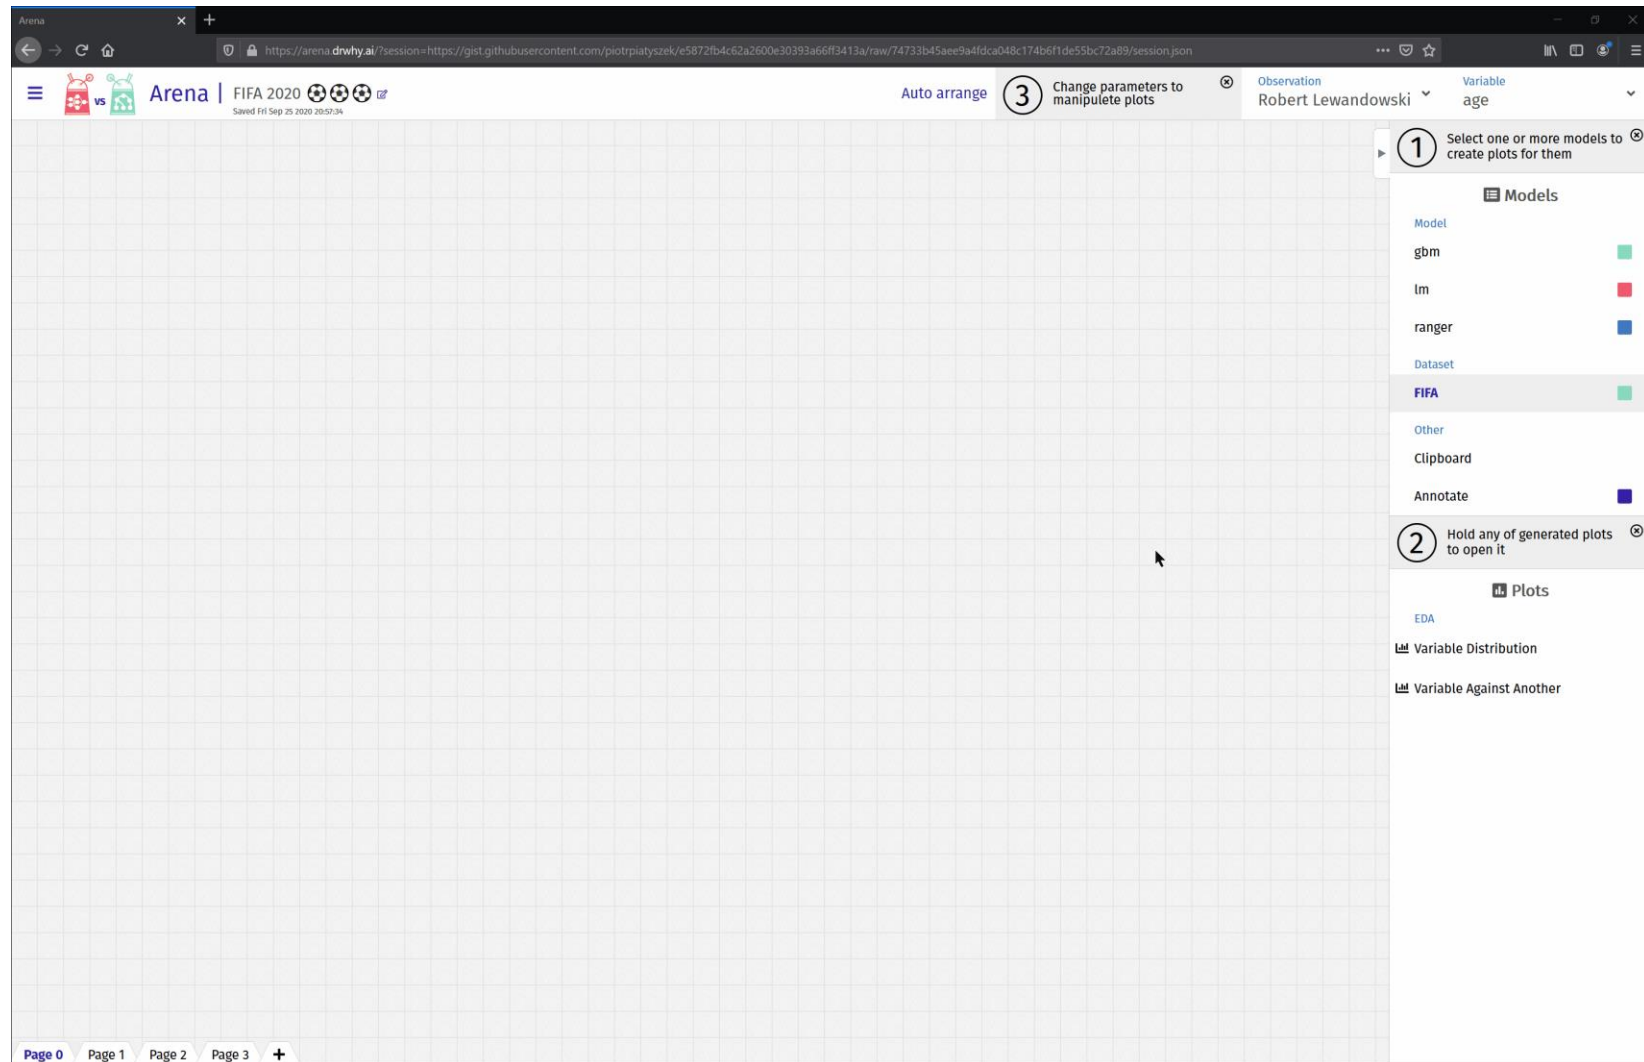 Arena
https://arena.drwhy.ai/?session=https://gist.githubusercontent.com/piotrpiatyszek/e5872fb4c62a2600e30393a66ff3413a/raw/74733b45aee9a4fdca048c174b6f1de55bc72a89/session.json
vs
Arena | FIFA 2020
Saved Fri Sep 25 2020 20:57:34
Auto arrange
3
Change parameters to
manipulete plots
Observation
Robert Lewandowski
Variable
age
1
Select one or more models to
create plots for them
Models
Model
gbm
lm
ranger
Dataset
FIFA
Other
Clipboard
Annotate
2
Hold any of generated plots
to open it
Plots
EDA
Variable Distribution
Variable Against Another
Page 0
Page 1
Page 2
Page 3
+